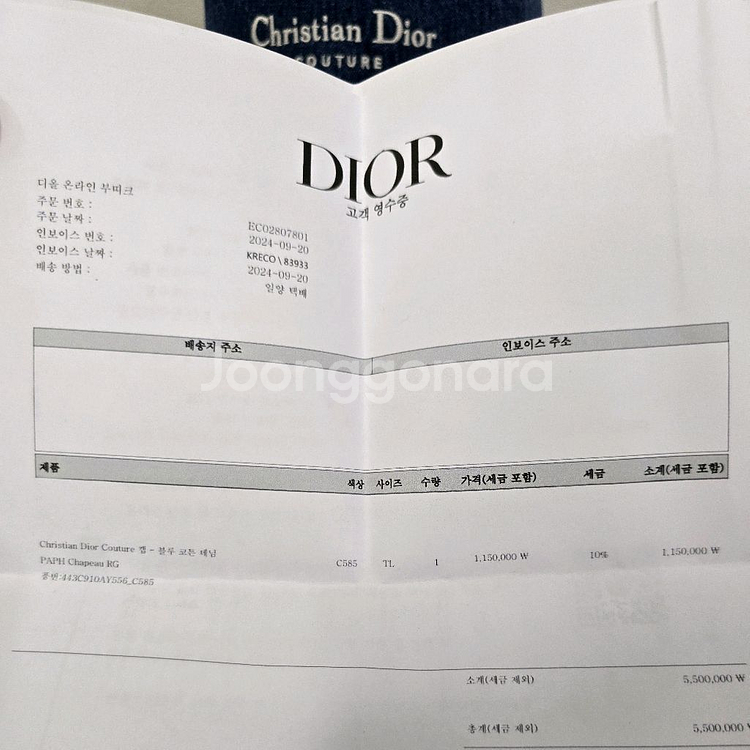 Christian Dior
COUTURE
DIOR
고객 영수증
디올 온라인 부띠크
주문 번호 : EC02807801
주문 날짜 : 2024-09-20
인보이스 번호 : KRECO \ 83933
인보이스 날짜 : 2024-09-20
배송 방법 : 일양 택배
배송지 주소 인보이스 주소
Joonggonara
제품 색상 사이즈 수량 가격(세금 포함) 세금 소계(세금 포함)
Christian Dior Couture 캡 - 블루 코튼 데님
PAPH Chapeau RG C585 TL 1 1,150,000 ₩ 10% 1,150,000 ₩
품번:443C910AY556_C585
소계(세금 제외) 5,500,000 ₩
총계(세금 제외) 5,500,000 ₩